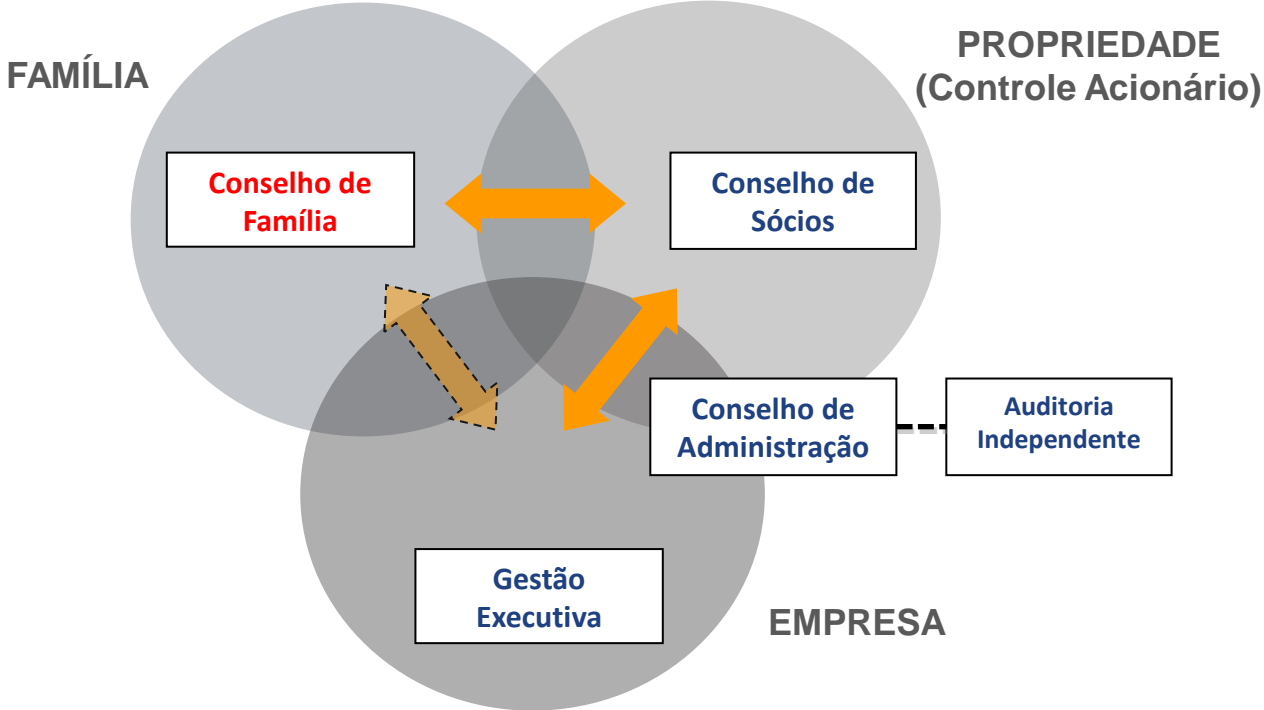 FAMÍLIA
PROPRIEDADE
(Controle Acionário)
Conselho de
Família
Conselho de
Sócios
Conselho de
Administração
Auditoria
Independente
Gestão
Executiva
EMPRESA